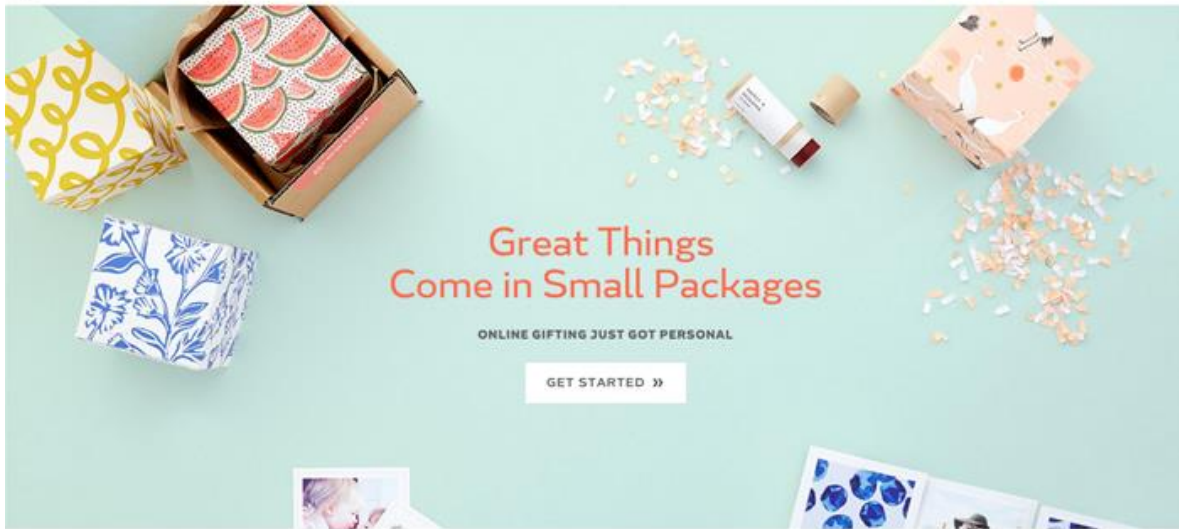 Great Things
Come in Small Packages
ONLINE GIFTING JUST GOT PERSONAL
GET STARTED »